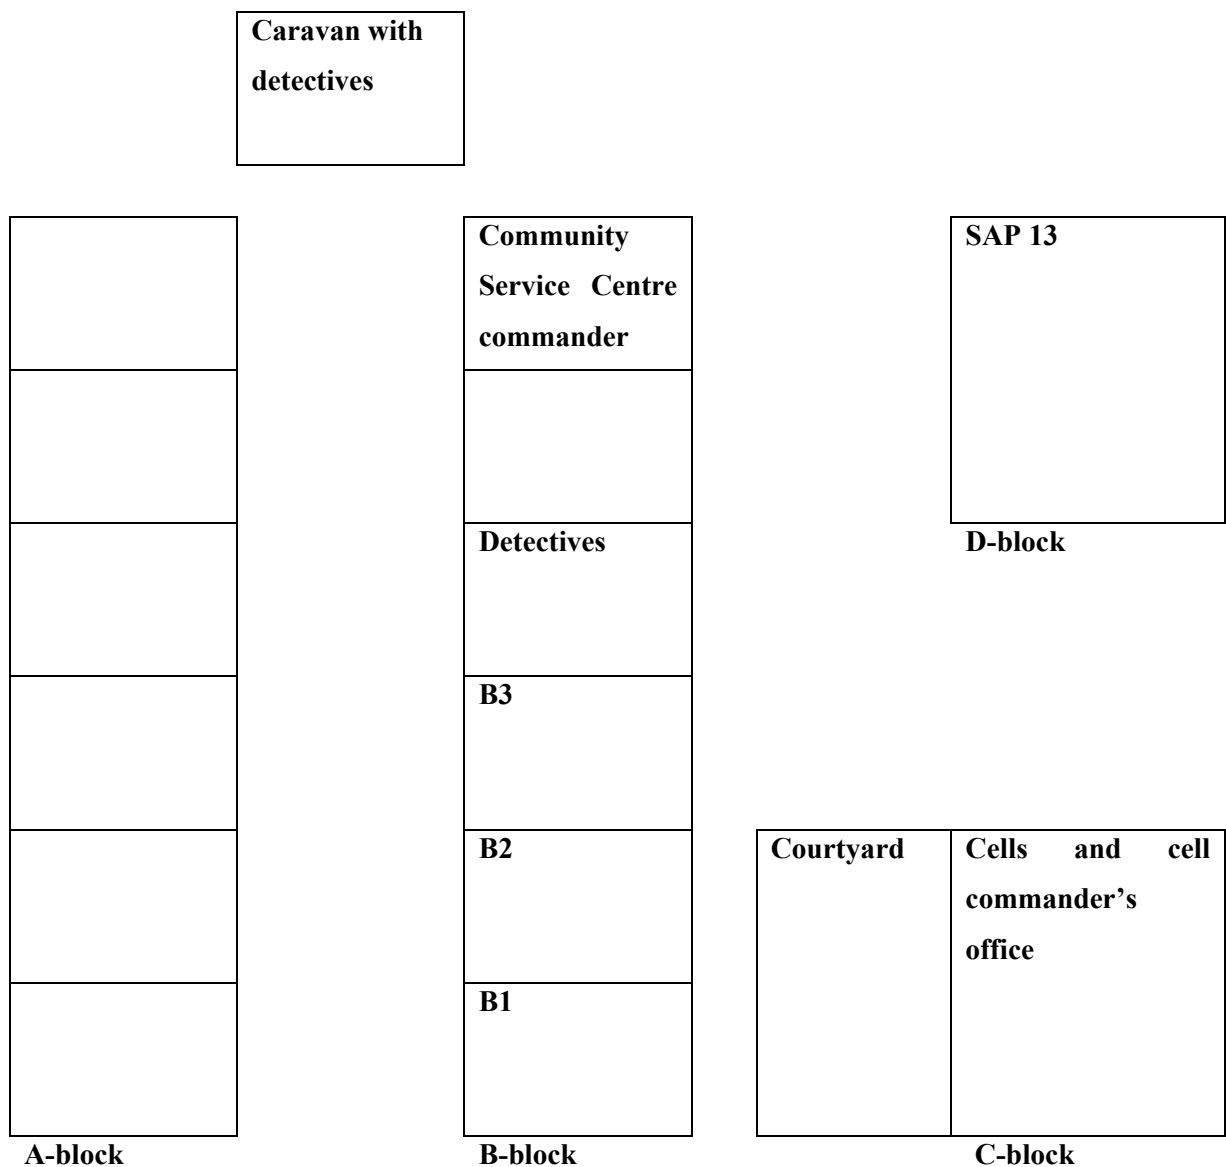 Caravan with
detectives
Community
Service Centre
commander
SAP 13
Detectives
D-block
B3
B2
Courtyard
Cells and cell
commander’s
office
B1
A-block
B-block
C-block